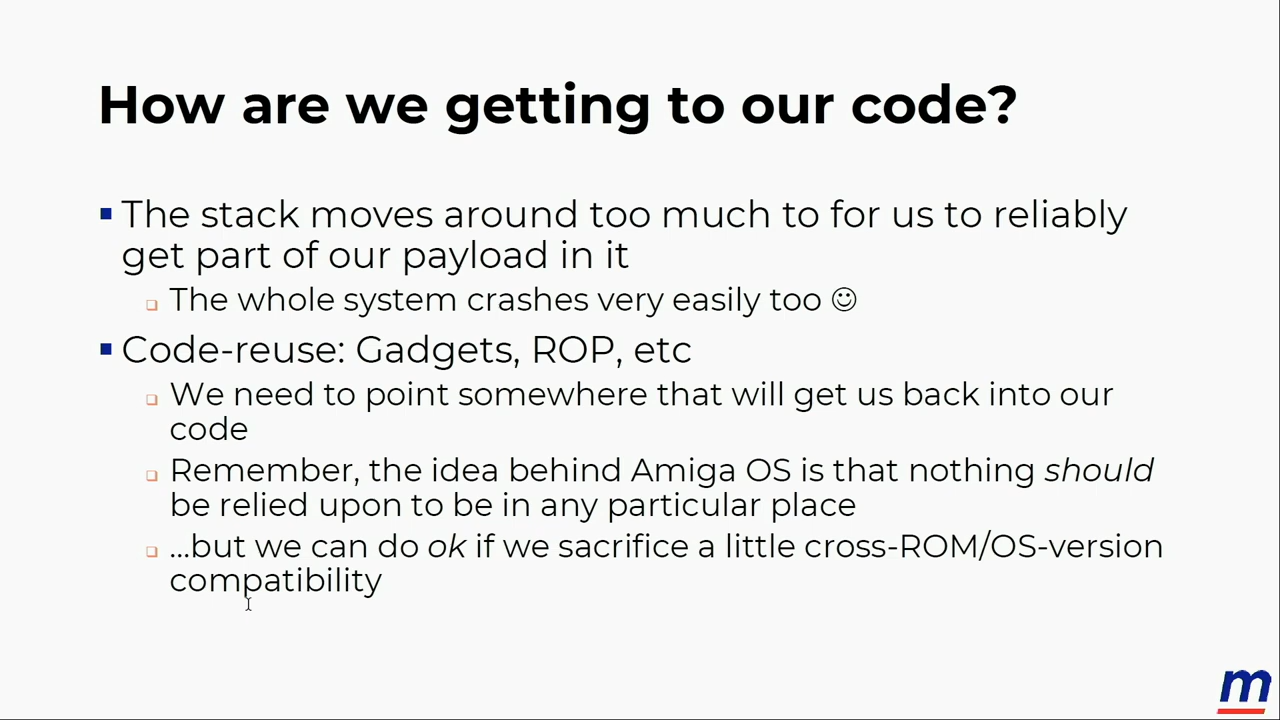 How are we getting to our code?
The stack moves around too much to for us to reliably
get part of our payload in it
The whole system crashes very easily too ☺
Code-reuse: Gadgets, ROP, etc
We need to point somewhere that will get us back into our
code
Remember, the idea behind Amiga OS is that nothing should
be relied upon to be in any particular place
...but we can do ok if we sacrifice a little cross-ROM/OS-version
compatibility
m